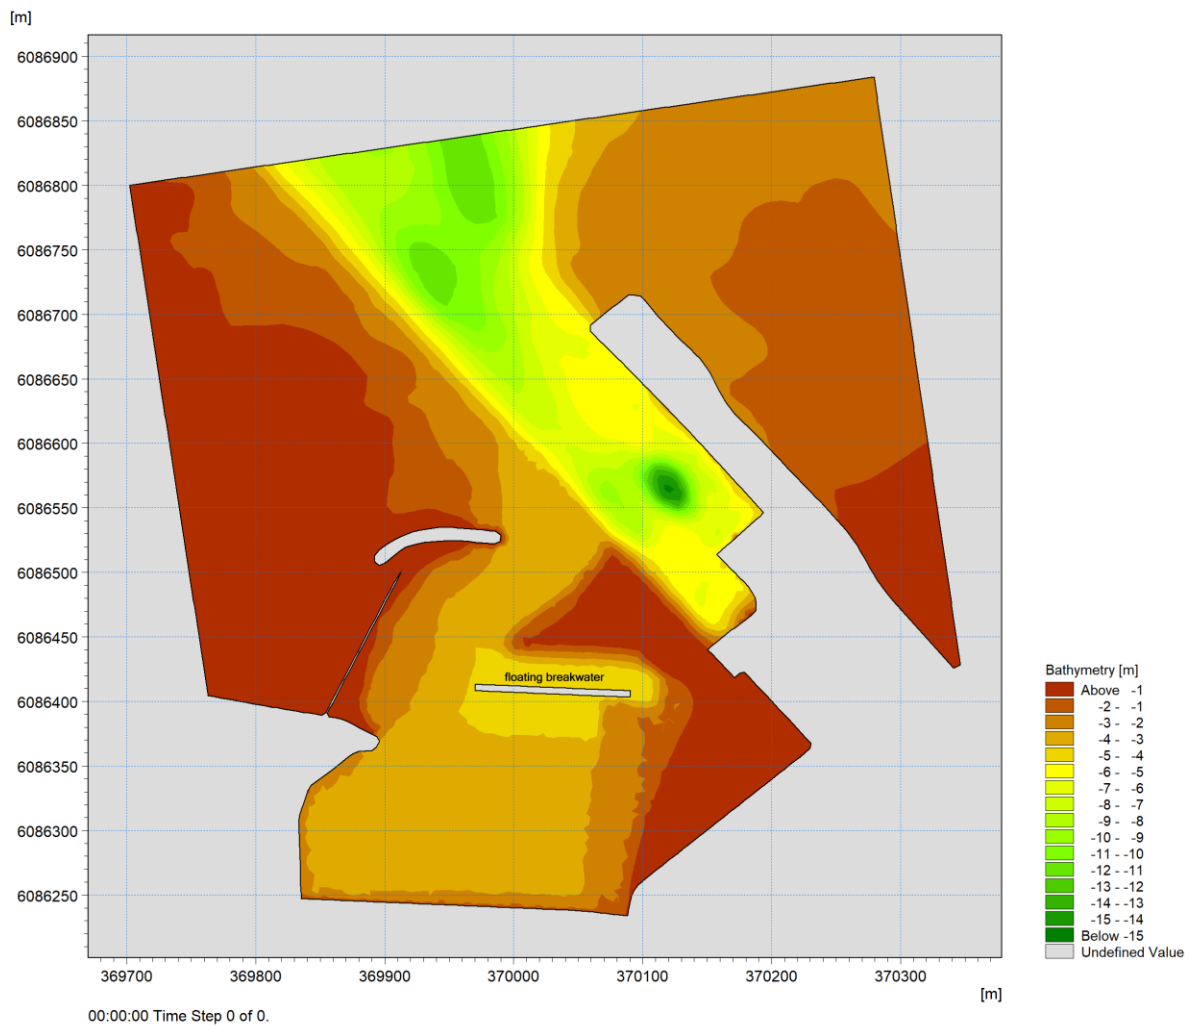 [m]
6086900
6086850
6086800
6086750
6086700
6086650
6086600
6086550
6086500
6086450
6086400
6086350
6086300
6086250
floating breakwater
369700 369800 369900 370000 370100 370200 370300
[m]
00:00:00 Time Step 0 of 0.
Bathymetry [m]
Above -1
-2 - -1
-3 - -2
-4 - -3
-5 - -4
-6 - -5
-7 - -6
-8 - -7
-9 - -8
-10 - -9
-11 - -10
-12 - -11
-13 - -12
-14 - -13
-15 - -14
Below -15
Undefined Value